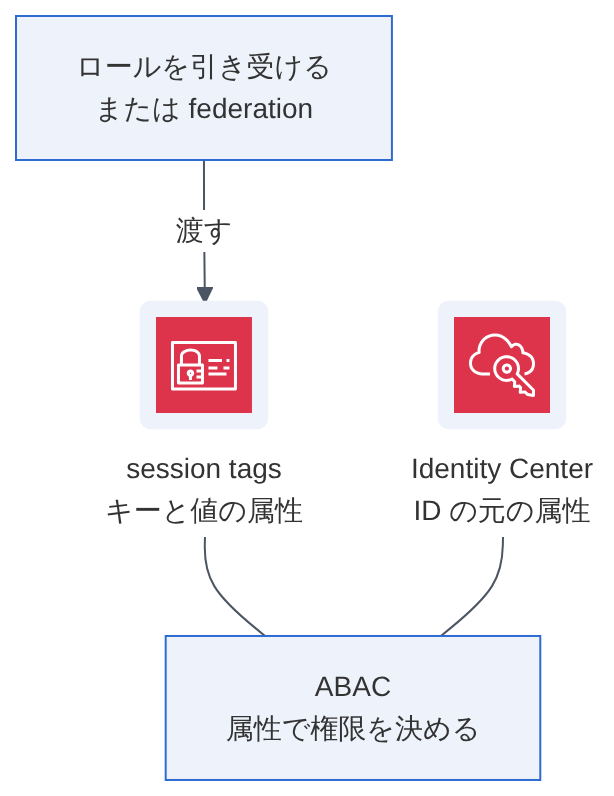 ロールを引き受ける
または federation
渡す
session tags
キーと値の属性
Identity Center
ID の元の属性
ABAC
属性で権限を決める